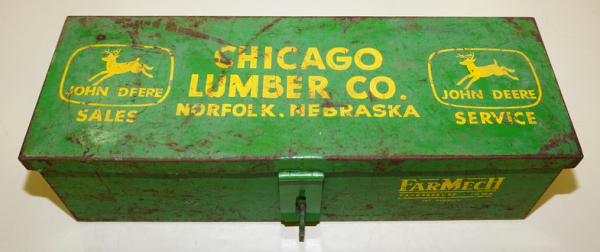 CHICAGO
LUMBER CO.
NORFOLK, NEBRASKA
JOHN DEERE
SALES
JOHN DEERE
SERVICE
FARMECH